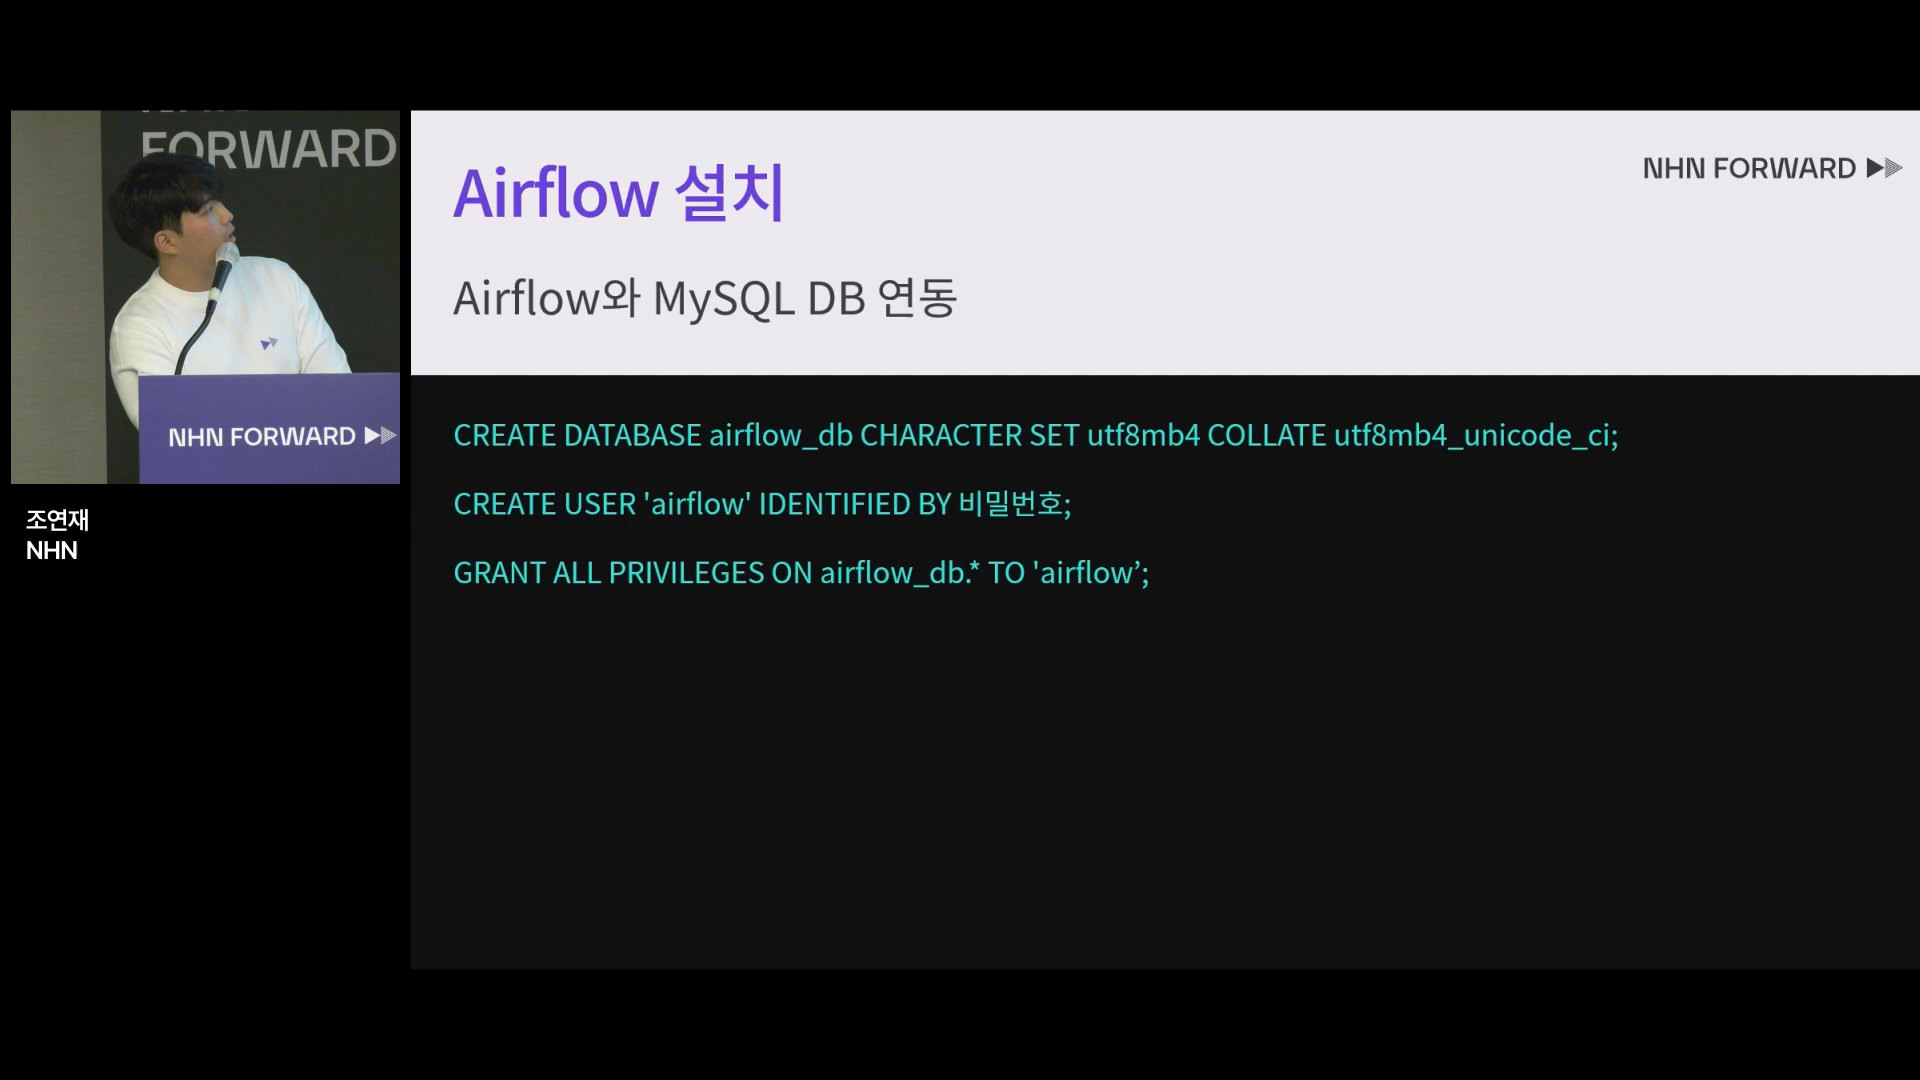 FORWARD
NHN FORWARD
조연재
NHN
Airflow 설치
NHN FORWARD
Airflow와 MySQL DB 연동
CREATE DATABASE airflow_db CHARACTER SET utf8mb4 COLLATE utf8mb4_unicode_ci;
CREATE USER 'airflow' IDENTIFIED BY 비밀번호;
GRANT ALL PRIVILEGES ON airflow_db.* TO 'airflow’;